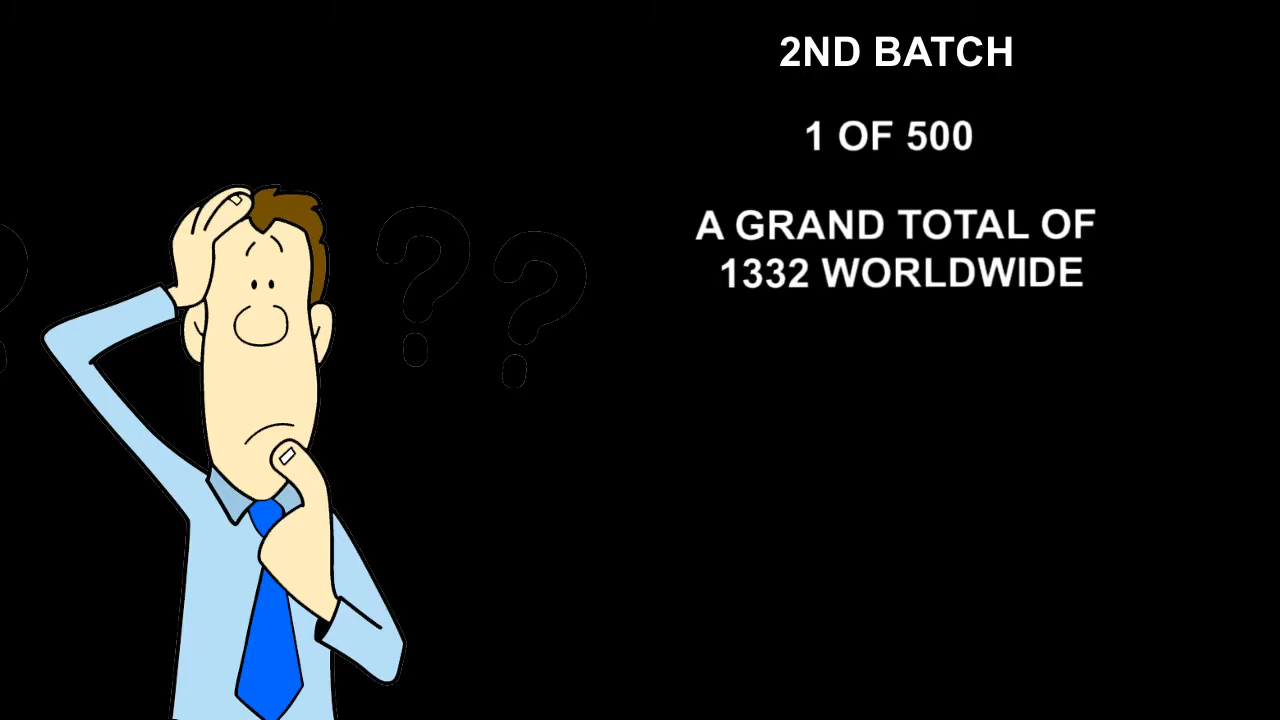 2ND BATCH
1 OF 500
A GRAND TOTAL OF
1332 WORLDWIDE
? ? ?